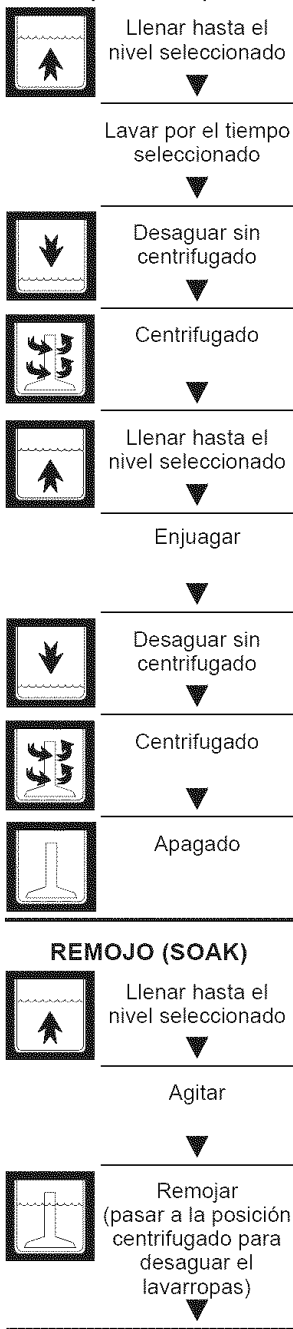 Llenar hasta el
nivel seleccionado
Lavar por el tiempo
seleccionado
Desaguar sin
centrifugado
Centrifugado
Llenar hasta el
nivel seleccionado
Enjuagar
Desaguar sin
centrifugado
Centrifugado
Apagado
REMOJO (SOAK)
Llenar hasta el
nivel seleccionado
Agitar
Remojar
(pasar a la posición
centrifugado para
desaguar el
lavarropas)